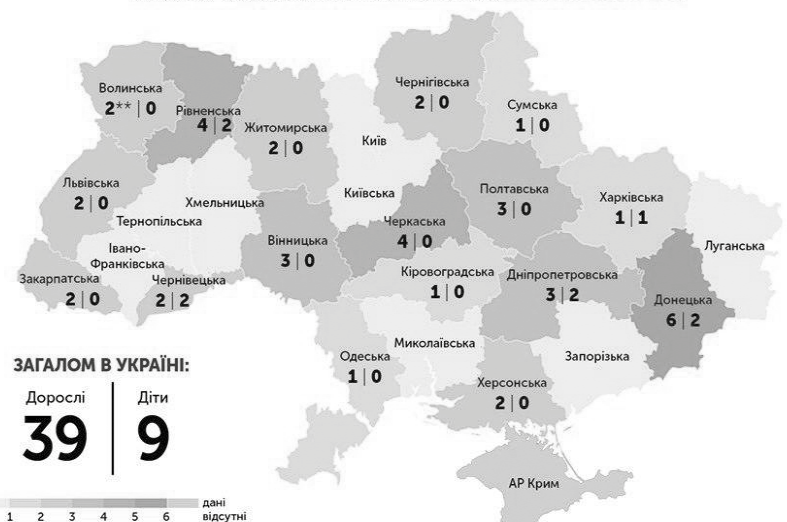 Волинська
2** | 0
Рівненська
4 | 2
Житомирська
2 | 0
Київ
Київська
Чернігівська
2 | 0
Сумська
1 | 0
Львівська
2 | 0
Тернопільська
Хмельницька
Івано-
Франківська
Закарпатська
2 | 0
Чернівецька
2 | 2
Вінницька
3 | 0
Черкаська
4 | 0
Полтавська
3 | 0
Харківська
1 | 1
Луганська
Кіровоградська
1 | 0
Дніпропетровська
3 | 2
Донецька
6 | 2
Одеська
1 | 0
Миколаївська
Запорізька
Херсонська
2 | 0
АР Крим
ЗАГАЛОМ В УКРАЇНІ:
Дорослі
39
Діти
9
1 2 3 4 5 6
дані
відсутні